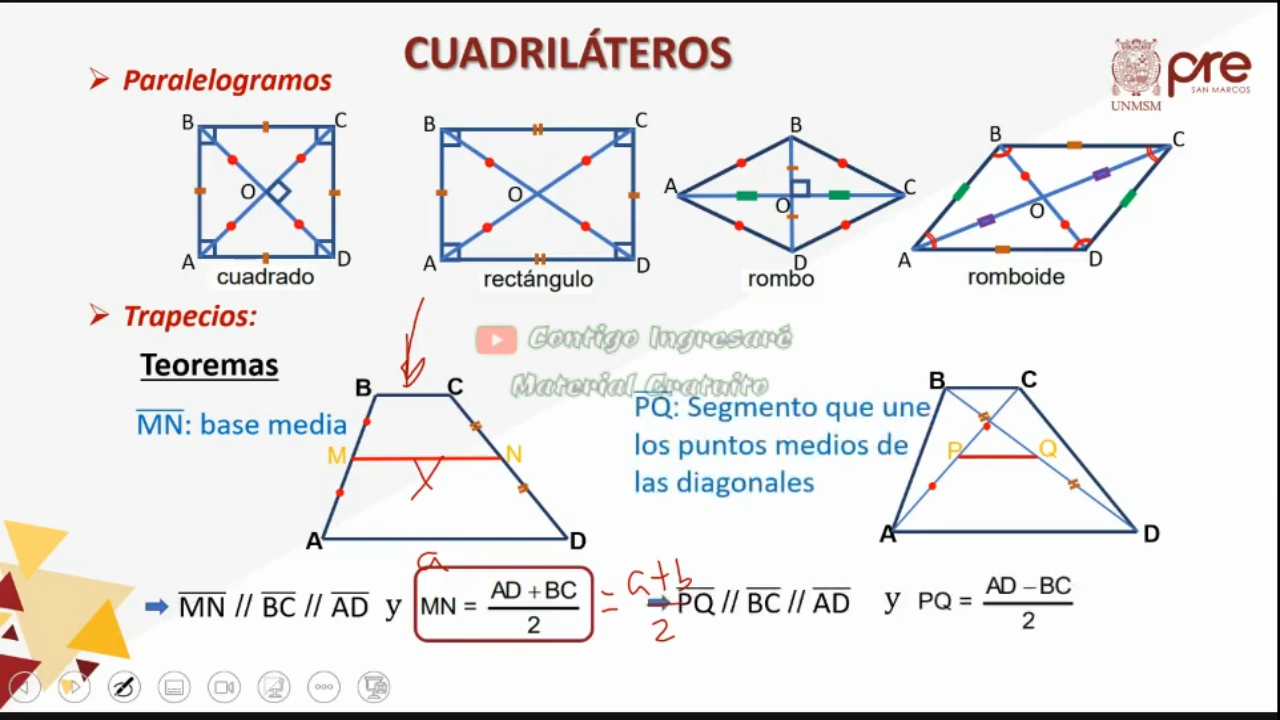 CUADRILÁTEROS
pre
SAN MARCOS
UNMSM
➢ Paralelogramos
B C
O
A D
cuadrado
B C
O
A D
rectángulo
B
A C
O
D
rombo
B C
O
A D
romboide
➢ Trapecios:
Contigo Ingresaré
Material Gratuito
Teoremas
MN: base media
B C
M N
x
A D
a
b
PQ: Segmento que une
los puntos medios de
las diagonales
B C
P Q
A D
MN // BC // AD y MN = AD + BC / 2 = a+b / 2
PQ // BC // AD y PQ = AD − BC / 2